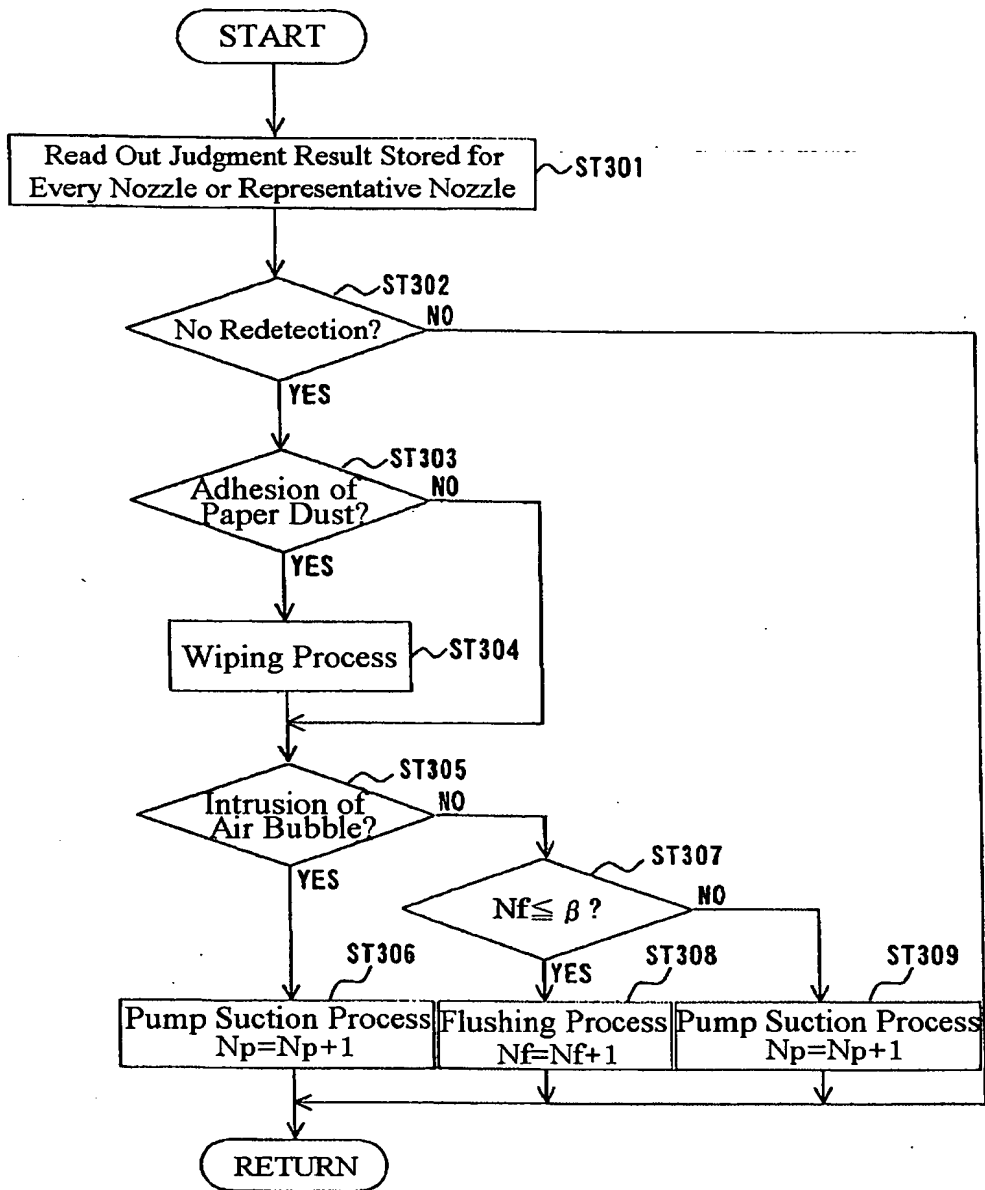 START
Read Out Judgment Result Stored for
Every Nozzle or Representative Nozzle
ST301
ST302
No Redetection?
NO
YES
ST303
Adhesion of
Paper Dust?
NO
YES
Wiping Process
ST304
ST305
Intrusion of
Air Bubble?
NO
YES
ST307
Nf≦ β ?
NO
YES
ST306
Pump Suction Process
Np=Np+1
ST308
Flushing Process
Nf=Nf+1
ST309
Pump Suction Process
Np=Np+1
RETURN